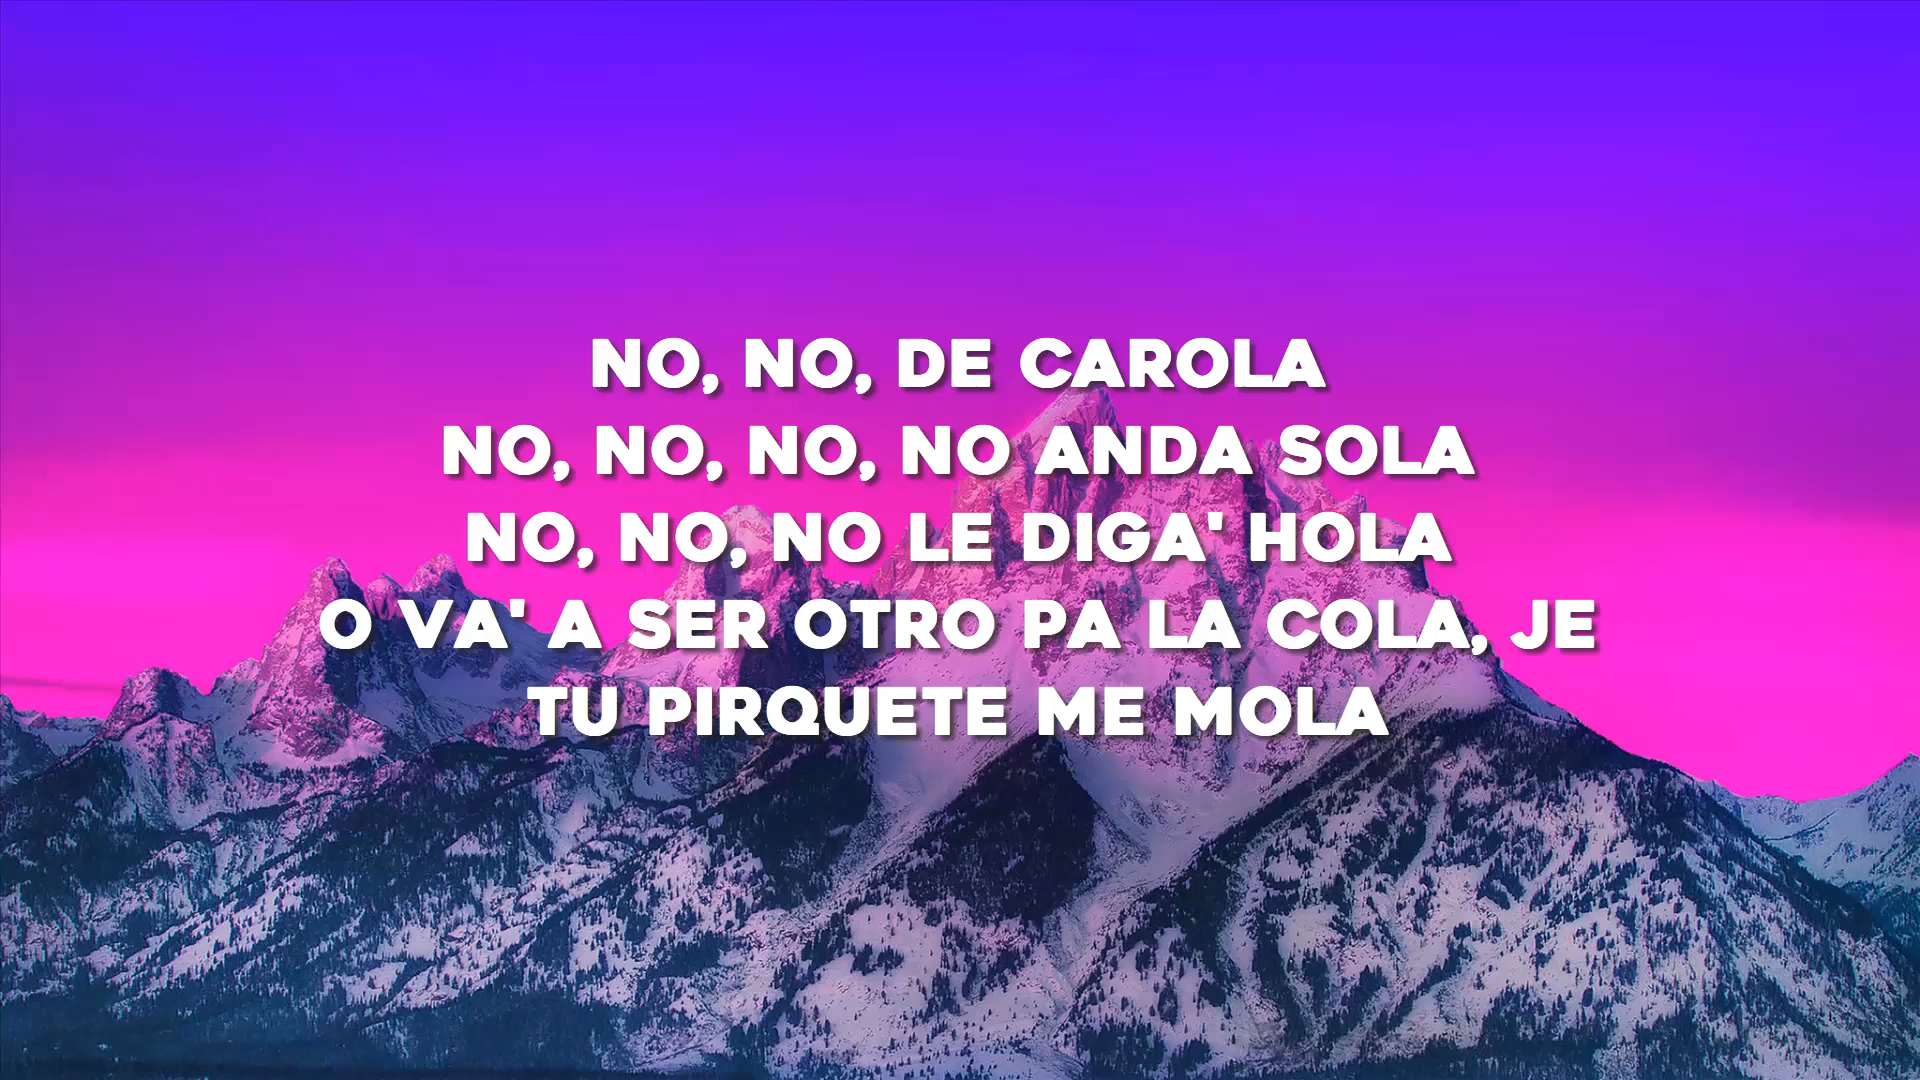 NO, NO, DE CAROLA
NO, NO, NO, NO ANDA SOLA
NO, NO, NO LE DIGA' HOLA
O VA' A SER OTRO PA LA COLA, JE
TU PIRQUETE ME MOLA